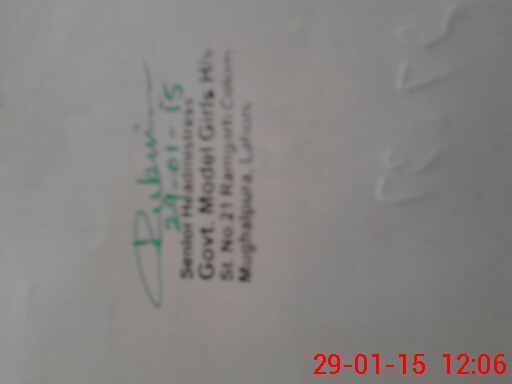 Rubin
29-01-15
Senior Headmistress
Govt. Model Girls H/S
St. No.21 Ramgarh Colony
Mughalpura, Lahore
29-01-15 12:06